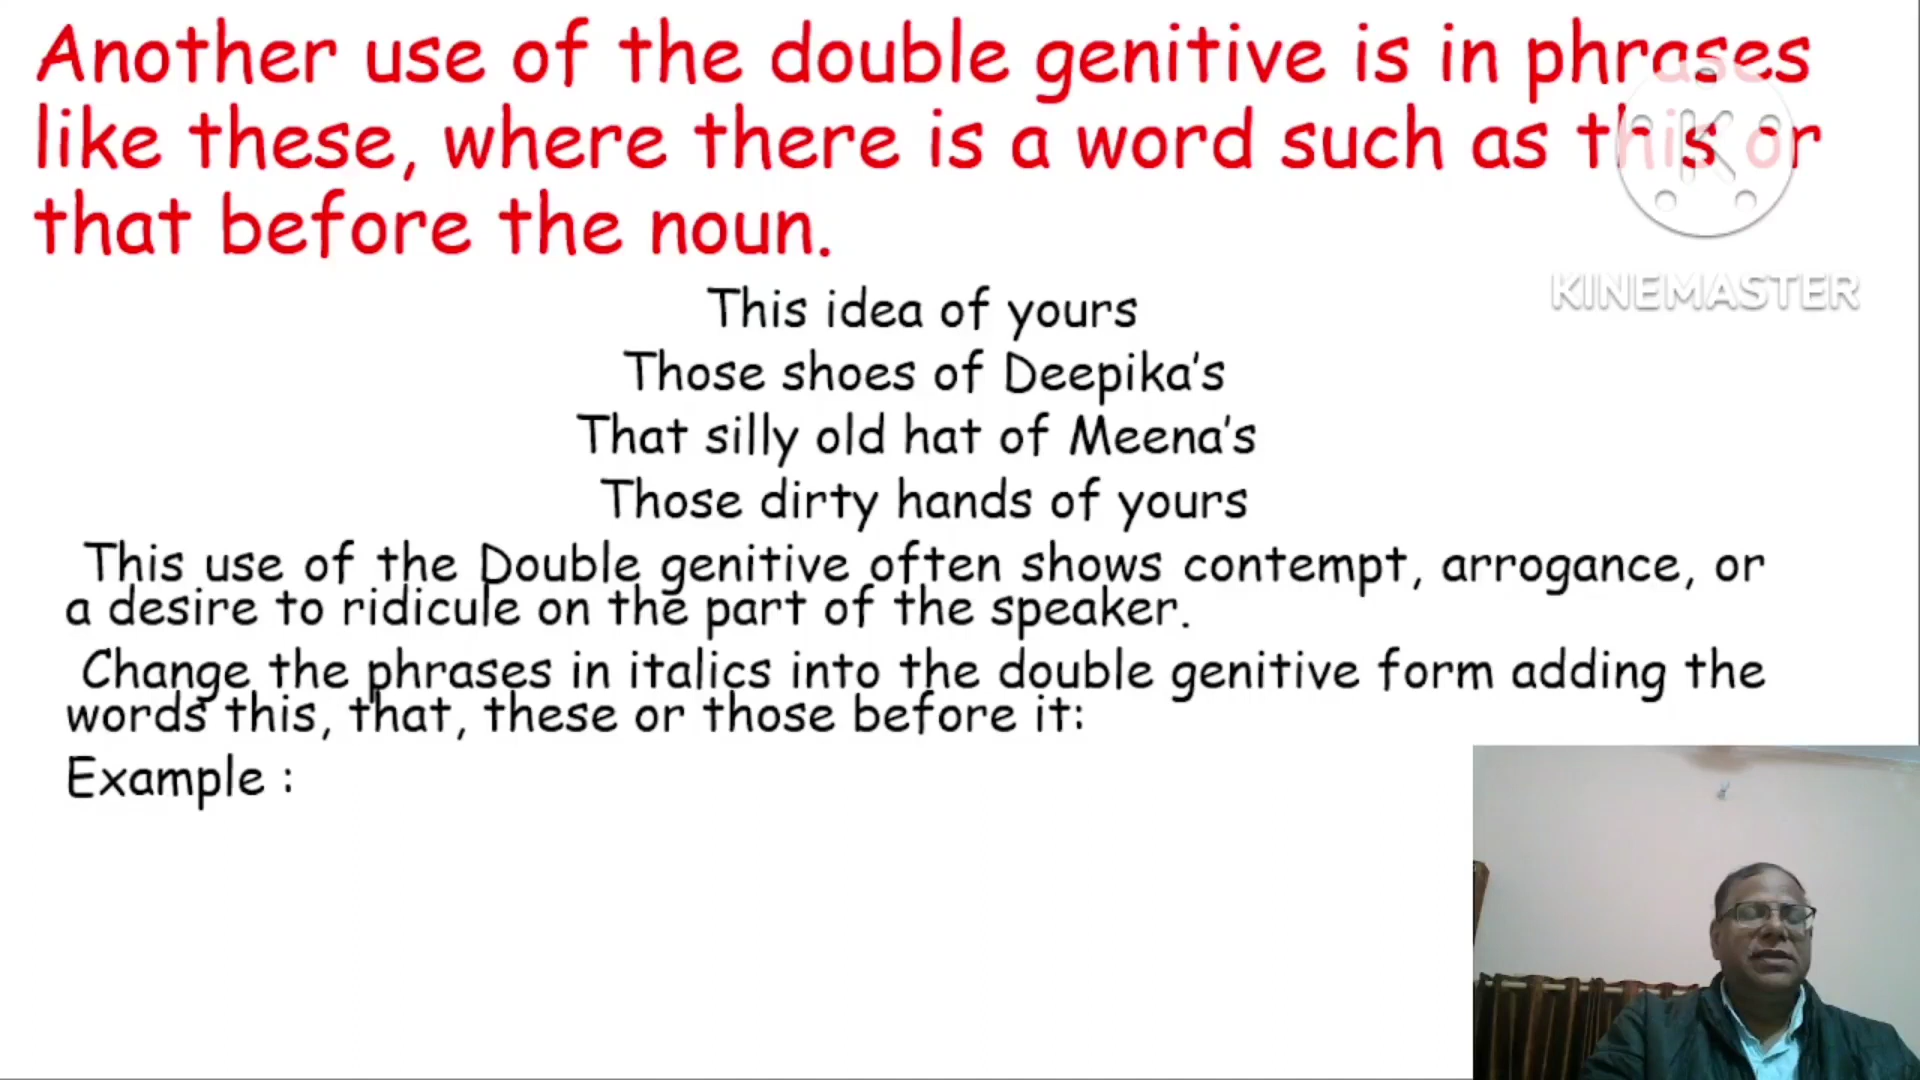 Another use of the double genitive is in phrases
like these, where there is a word such as this or
that before the noun.
KINEMASTER
This idea of yours
Those shoes of Deepika's
That silly old hat of Meena's
Those dirty hands of yours
This use of the Double genitive often shows contempt, arrogance, or
a desire to ridicule on the part of the speaker.
Change the phrases in italics into the double genitive form adding the
words this, that, these or those before it:
Example :